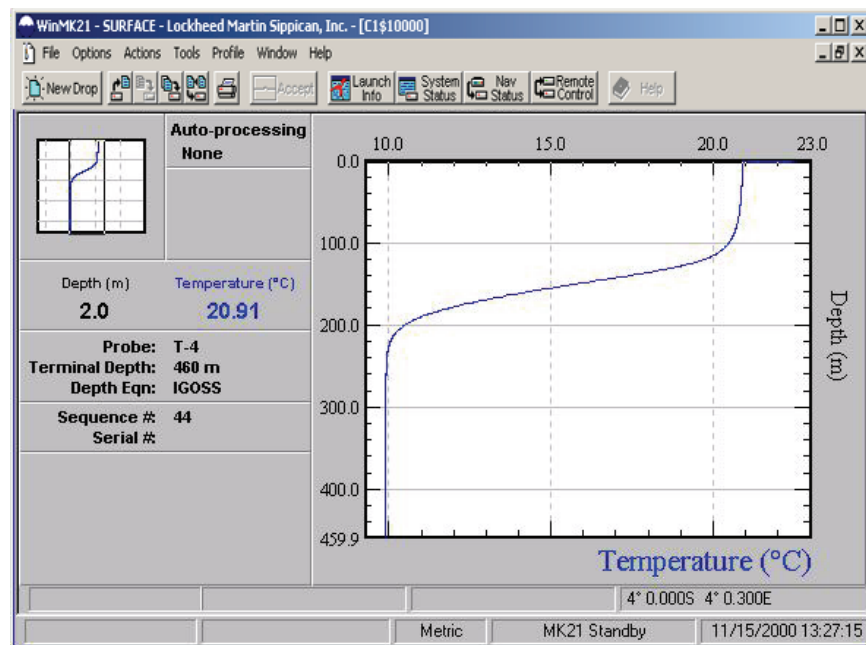 WinMK21 - SURFACE - Lockheed Martin Sippican, Inc. - [C1$10000]
File Options Actions Tools Profile Window Help
New Drop Accept Launch Info System Status Nav Status Remote Control Help
Auto-processing
None
Depth (m) Temperature (°C)
2.0 20.91
Probe: T-4
Terminal Depth: 460 m
Depth Eqn: IGOSS
Sequence #: 44
Serial #:
10.0 15.0 20.0 23.0
0.0
100.0
200.0
300.0
400.0
459.9
Depth (m)
Temperature (°C)
4° 0.000S 4° 0.300E
Metric MK21 Standby 11/15/2000 13:27:15